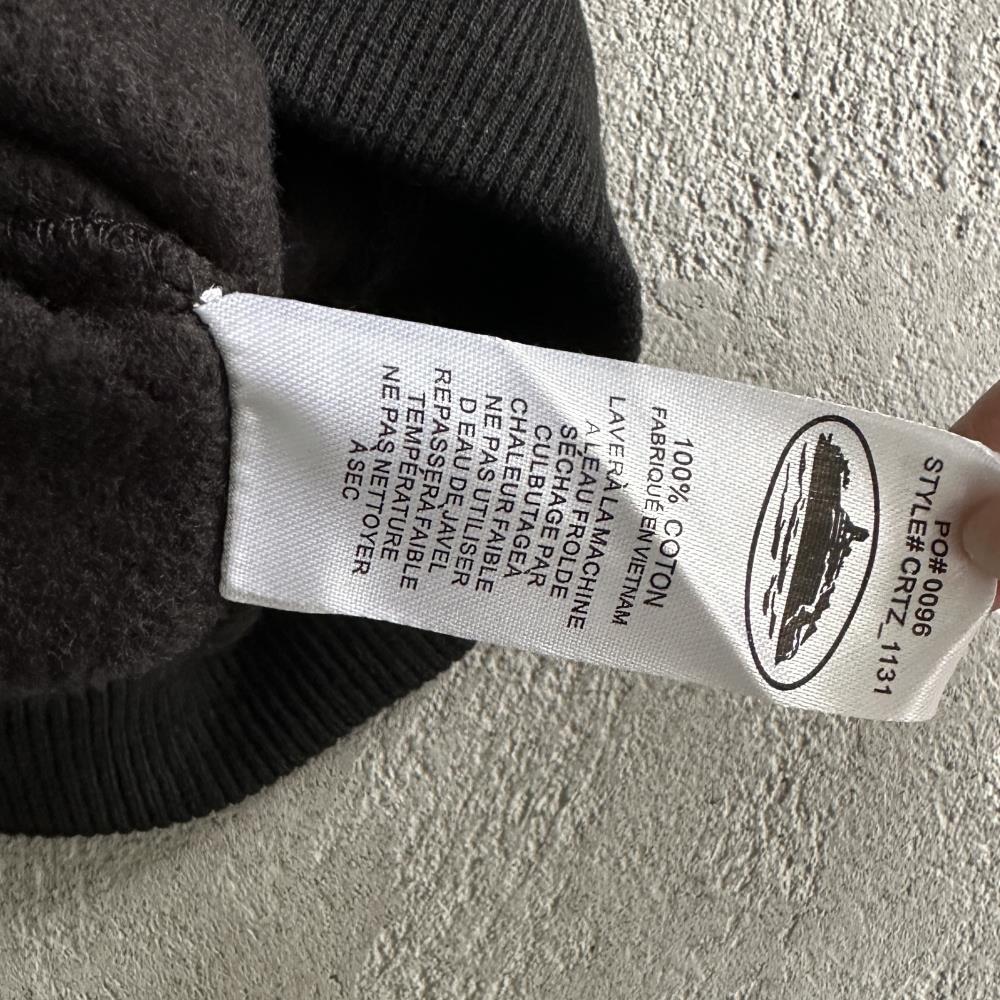 PO# 0096
STYLE# CRTZ_1131
100% COTON
FABRIQUÉ EN VIETNAM
LAVER À LA MACHINE
À L'EAU FROLDE
SÉCHAGE PAR
CULBUTAGE À
CHALEUR FAIBLE
NE PAS UTILISER
D'EAU DE JAVEL
REPASSER À FAIBLE
TEMPÉRATURE
NE PAS NETTOYER
À SEC